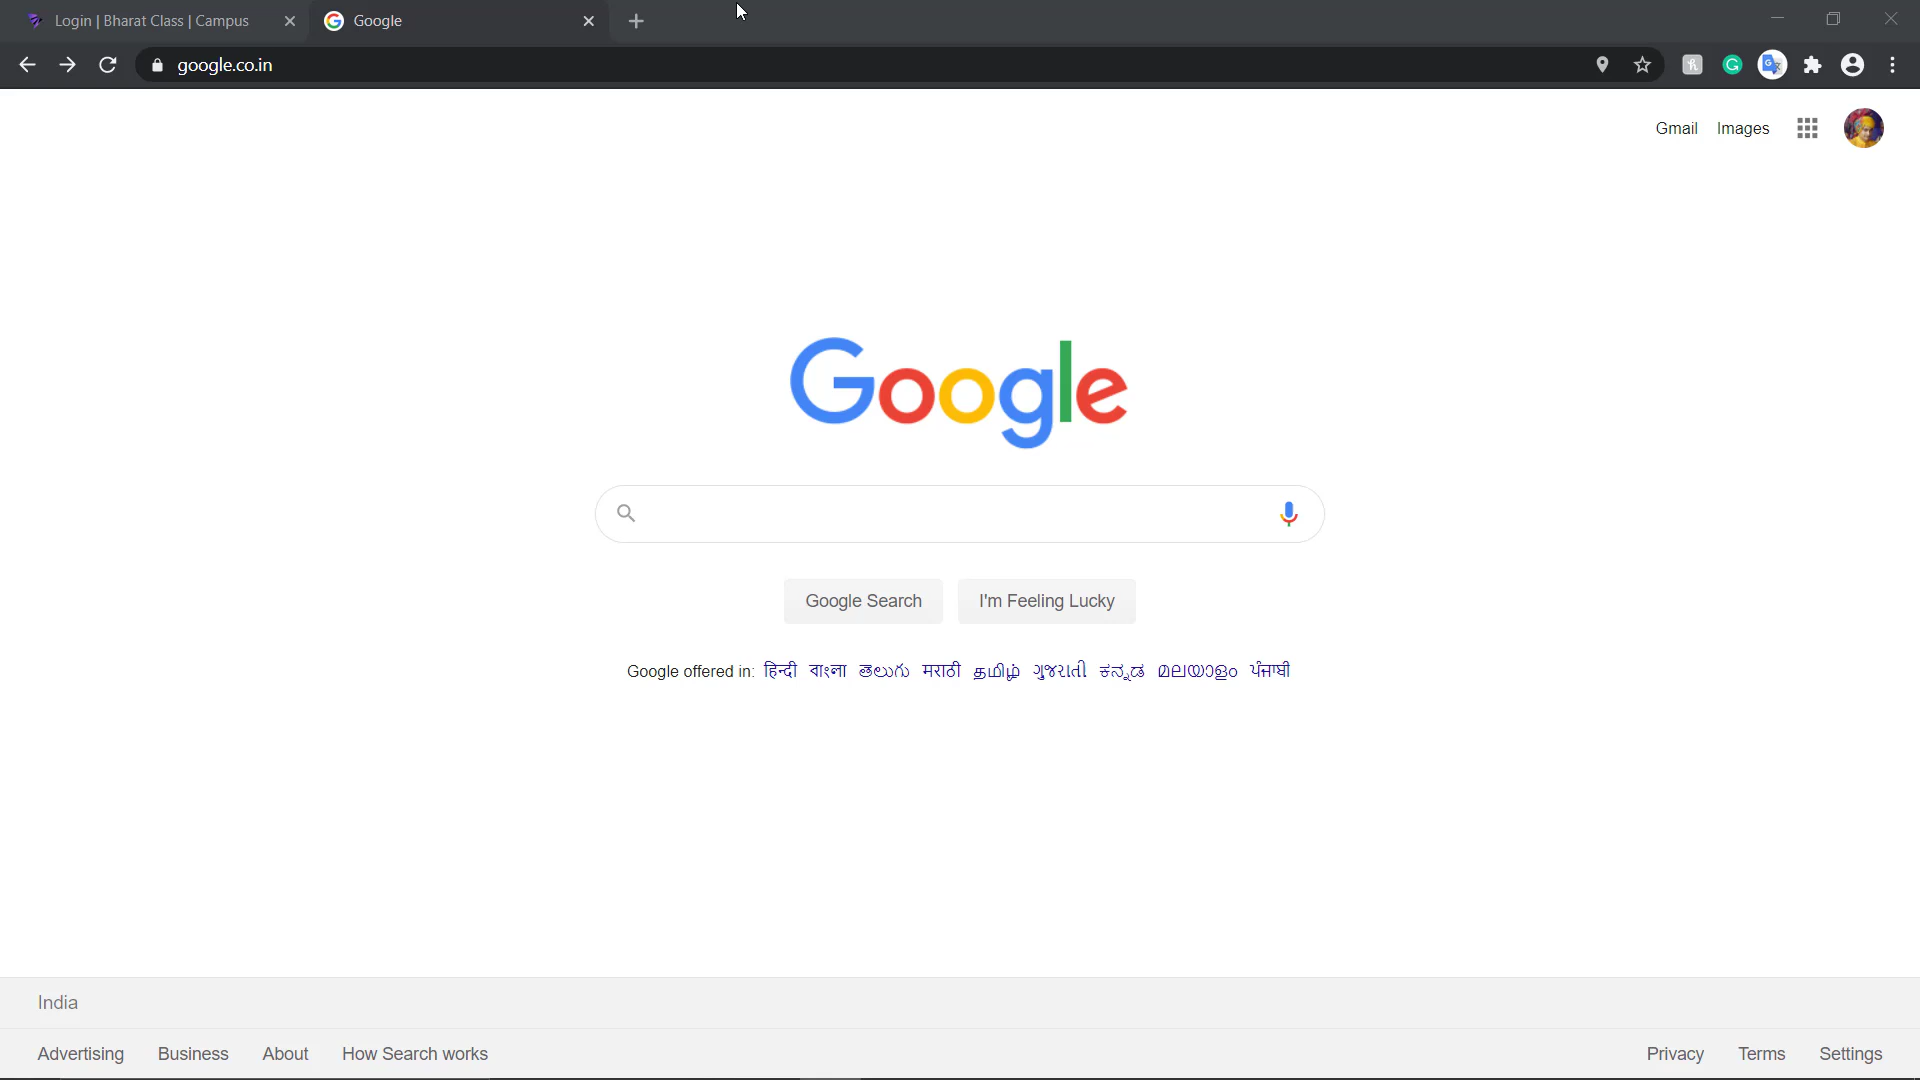 Login | Bharat Class | Campus
Google
google.co.in
Gmail Images
Google
Google Search
I'm Feeling Lucky
Google offered in: हिन्दी বাংলা తెలుగు मराठी தமிழ் ગુજરાતી ಕನ್ನಡ മലയാളം ਪੰਜਾਬੀ
India
Advertising Business About How Search works
Privacy Terms Settings